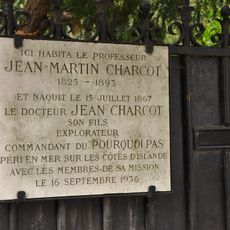 ICI HABITA LE PROFESSEUR
JEAN-MARTIN CHARCOT
1825 - 1893
ET NAQUIT LE 15 JUILLET 1867
LE DOCTEUR JEAN CHARCOT
SON FILS
EXPLORATEUR
COMMANDANT DU POURQUOI PAS
PERI EN MER SUR LES CÔTES D'ISLANDE
AVEC LES MEMBRES DE SA MISSION
LE 16 SEPTEMBRE 1936